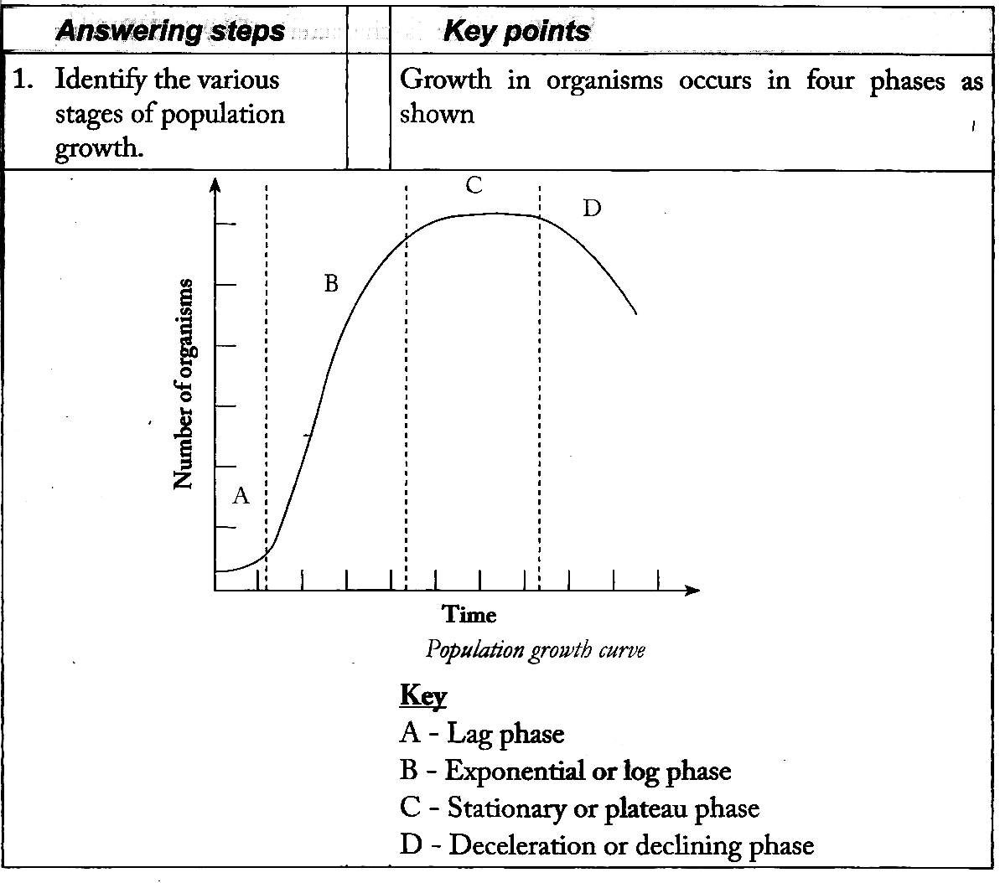 Answering steps
Key points
1. Identify the various
stages of population
growth.
Growth in organisms occurs in four phases as
shown
C
D
B
A
Number of organisms
Time
Population growth curve
Key
A - Lag phase
B - Exponential or log phase
C - Stationary or plateau phase
D - Deceleration or declining phase